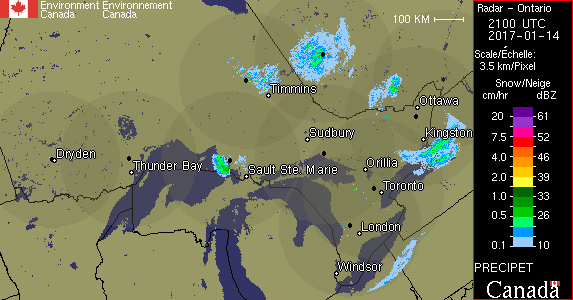 Environment Environnement
Canada Canada
100 KM
Timmins
Ottawa
Sudbury
Kingston
Dryden
Thunder Bay
Sault Ste. Marie
Orillia
Toronto
London
Windsor
Radar - Ontario
2100 UTC
2017-01-14
Scale/Échelle:
3.5 km/Pixel
Snow/Neige
cm/hr dBZ
20 61
7.5 52
4.0 46
2.0 39
1.0 33
0.5 26
0.1 10
PRECIPET
Canada